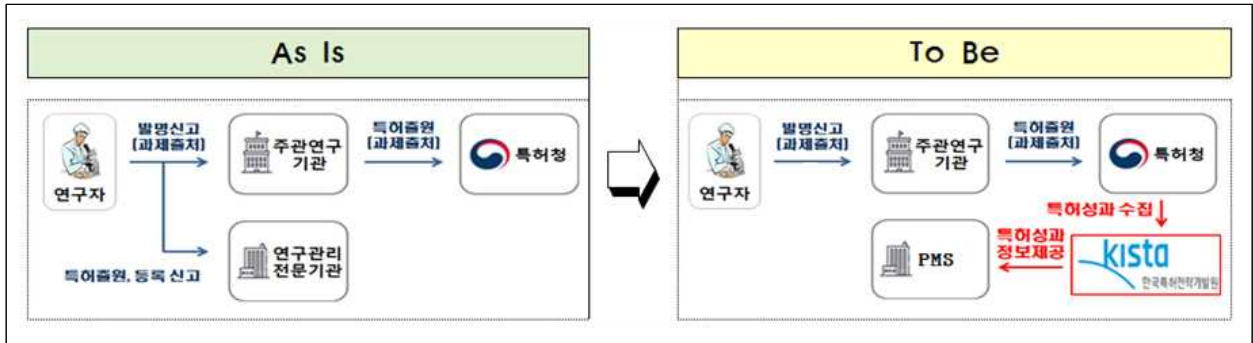 As Is
발명신고
(과제출처)
특허출원
(과제출처)
연구자
주관연구
기관
특허청
연구관리
전문기관
특허출원, 등록 신고
To Be
발명신고
(과제출처)
특허출원
(과제출처)
연구자
주관연구
기관
특허청
특허성과 수집
특허성과
정보제공
PMS
kista
한국특허전략개발원